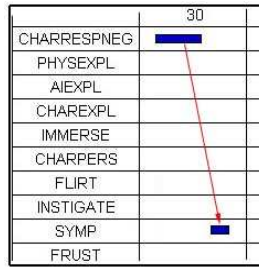 30
CHARRESPNEG
PHYSEXPL
AIEXPL
CHAREXPL
IMMERSE
CHARPERS
FLIRT
INSTIGATE
SYMP
FRUST